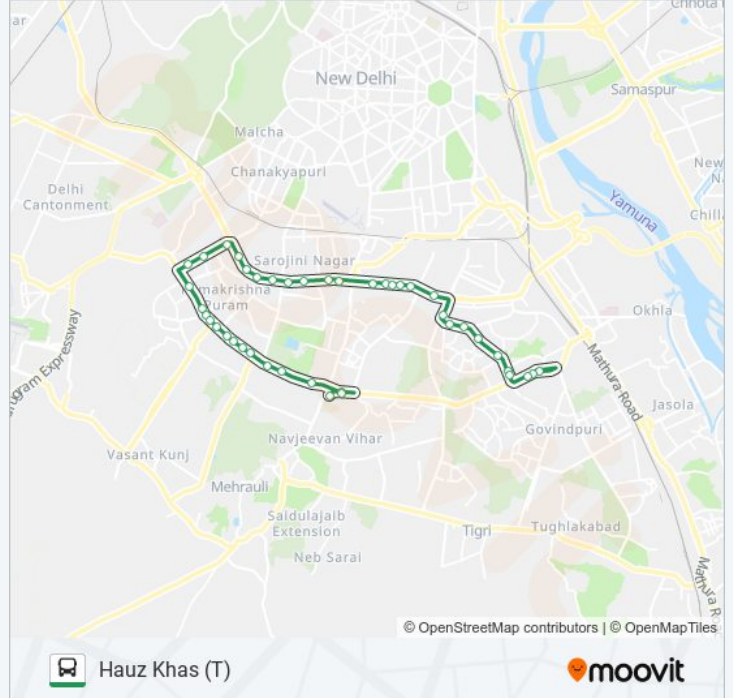 Chhota
New Delhi
Samaspur
Malcha
Chanakyapuri
New
Delhi
Cantonment
Chilla
Yamuna
Sarojini Nagar
makrishna
Puram
Okhla
gram Expressway
Mathura Road
Jasola
Govindpuri
Navjeevan Vihar
Vasant Kunj
Mehrauli
Saidulajaib
Extension
Tigri
Tughlakabad
Neb Sarai
Mathura Road
© OpenStreetMap contributors | © OpenMapTiles
Hauz Khas (T)
moovit